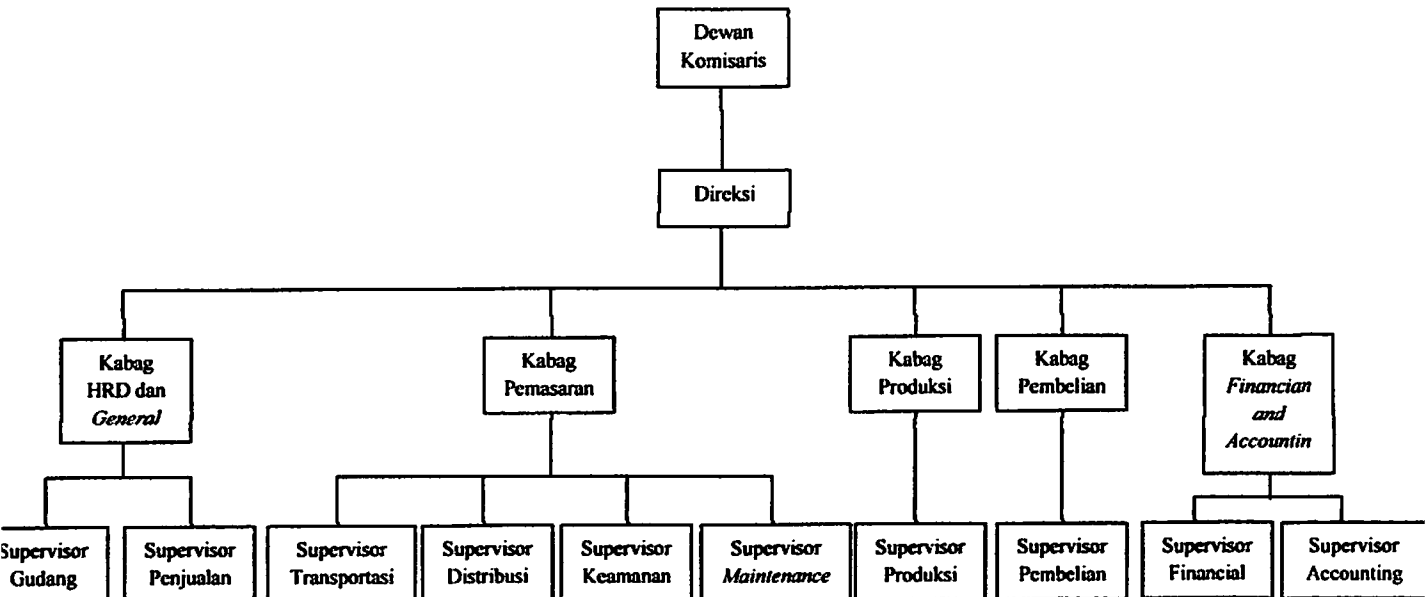 Dewan
Komisaris
Direksi
Kabag
HRD dan
General
Kabag
Pemasaran
Kabag
Produksi
Kabag
Pembelian
Kabag
Financian
and
Accountin
Supervisor
Gudang
Supervisor
Penjualan
Supervisor
Transportasi
Supervisor
Distribusi
Supervisor
Keamanan
Supervisor
Maintenance
Supervisor
Produksi
Supervisor
Pembelian
Supervisor
Financial
Supervisor
Accounting